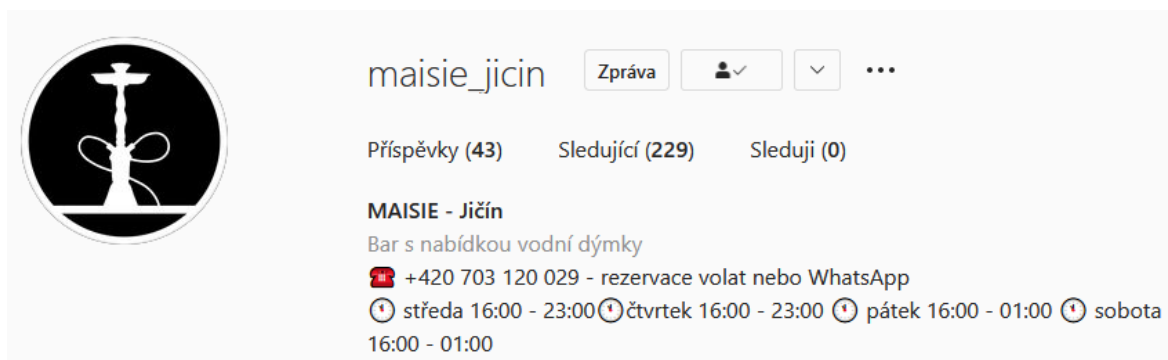 maisie_jicin Zpráva
Příspěvky (43) Sledující (229) Sleduji (0)
MAISIE - Jičín
Bar s nabídkou vodní dýmky
☎️ +420 703 120 029 - rezervace volat nebo WhatsApp
🕚 středa 16:00 - 23:00🕚čtvrtek 16:00 - 23:00 🕚 pátek 16:00 - 01:00 🕚 sobota
16:00 - 01:00